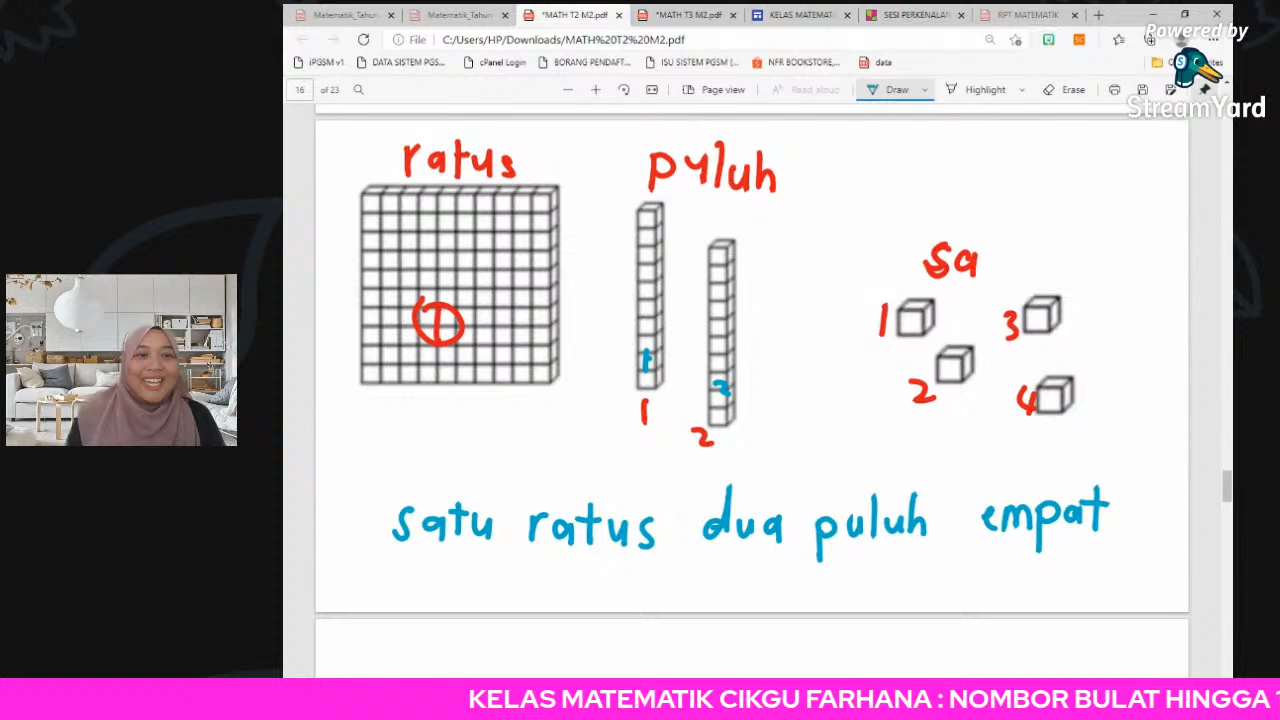 Matematik_Tahun
Matematik_Tahun
*MATH T2 M2.pdf
*MATH T3 M2.pdf
KELAS MATEMATI
SESI PERKENALAN
RPT MATEMATIK
Powered by
StreamYard
File
C:/Users/HP/Downloads/MATH%20T2%20M2.pdf
iPGSM v1
DATA SISTEM PGS...
cPanel Login
BORANG PENDAFT...
ISU SISTEM PGSM (...
NFR BOOKSTORE,...
data
16 of 23
Page view
Read aloud
Draw
Highlight
Erase
ratus
puluh
sa
1
1
2
1
2
1
3
2
4
satu ratus dua puluh empat
KELAS MATEMATIK CIKGU FARHANA : NOMBOR BULAT HINGGA